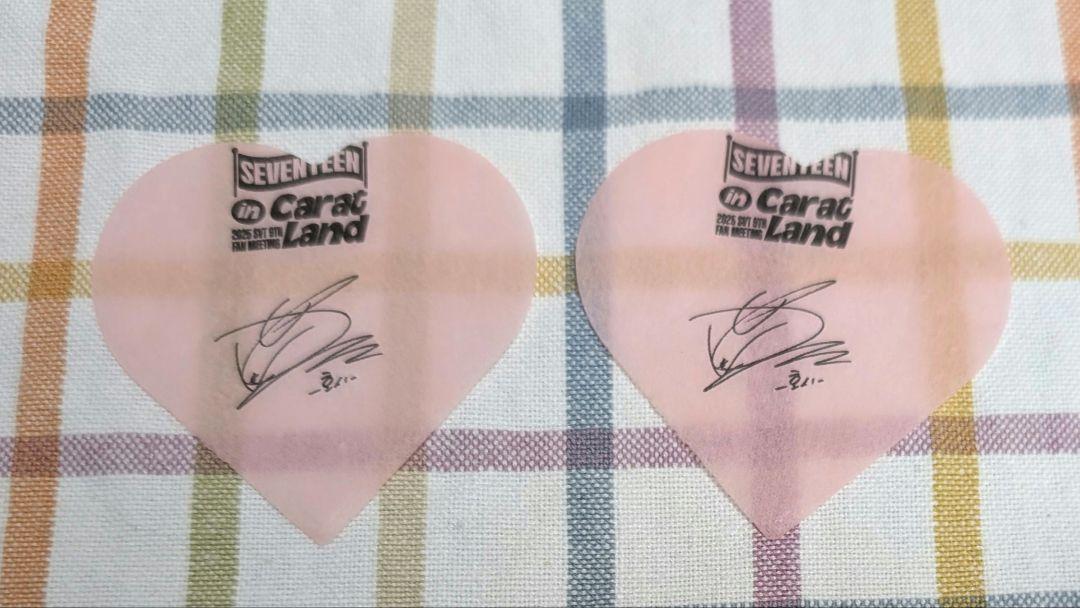 SEVENTEEN
in Carat
2025 SVT 9TH
FAN MEETING Land
-호시-
SEVENTEEN
in Carat
2025 SVT 9TH
FAN MEETING Land
-호시-